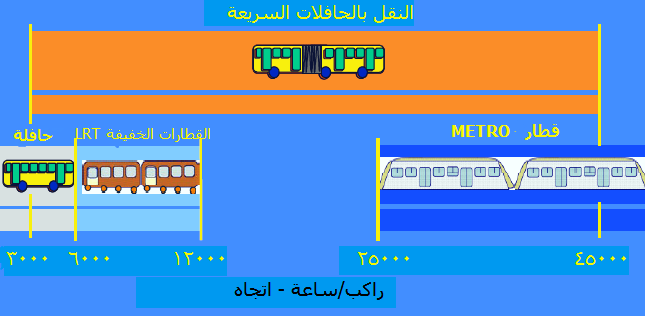 النقل بالحافلات السريعة
حافلة
القطارات الخفيفة LRT
قطار - METRO
٣٠٠٠ ٦٠٠٠ ١٢٠٠٠ ٢٥٠٠٠ ٤٥٠٠٠
راكب/ساعة - اتجاه